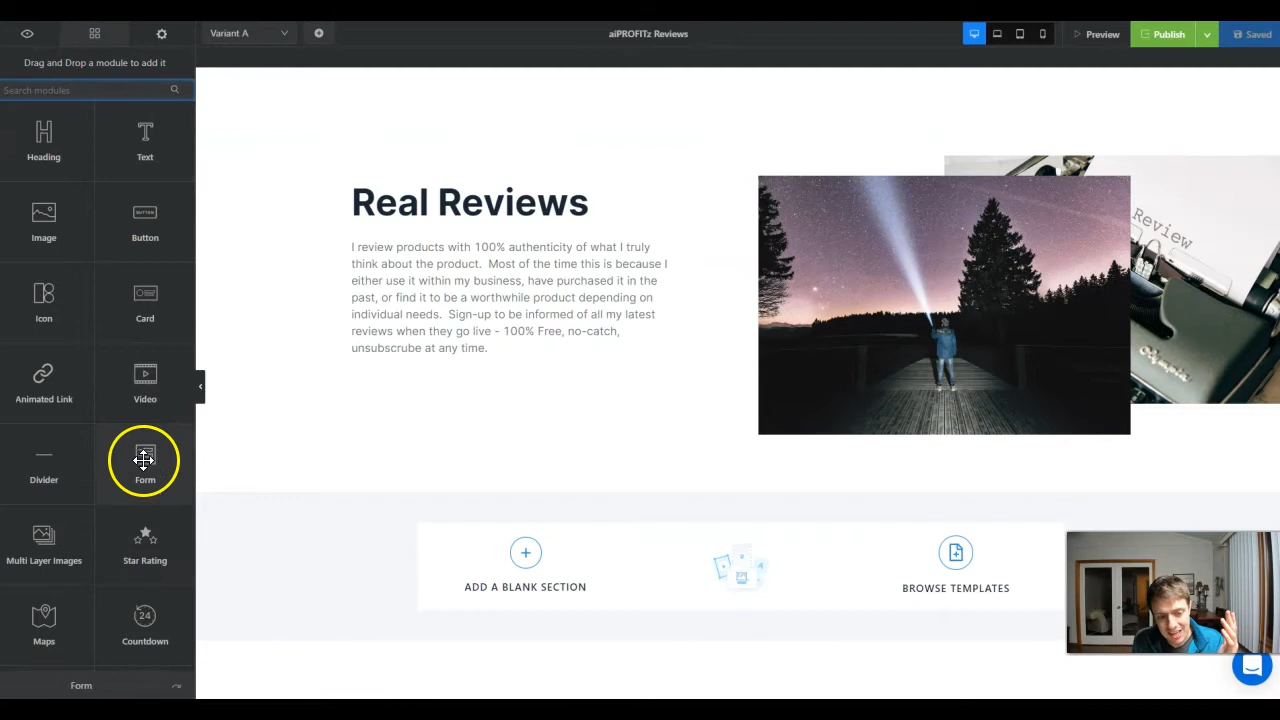 Variant A
aiPROFITz Reviews
Preview
Publish
Saved
Drag and Drop a module to add it
Search modules
Heading
Text
BUTTON
Image
Button
Icon
Card
Animated Link
Video
Divider
Form
Multi Layer Images
Star Rating
24
Maps
Countdown
Form
Real Reviews
I review products with 100% authenticity of what I truly
think about the product. Most of the time this is because I
either use it within my business, have purchased it in the
past, or find it to be a worthwhile product depending on
individual needs. Sign-up to be informed of all my latest
reviews when they go live - 100% Free, no-catch,
unsubscrube at any time.
Review
Olympia
ADD A BLANK SECTION
BROWSE TEMPLATES